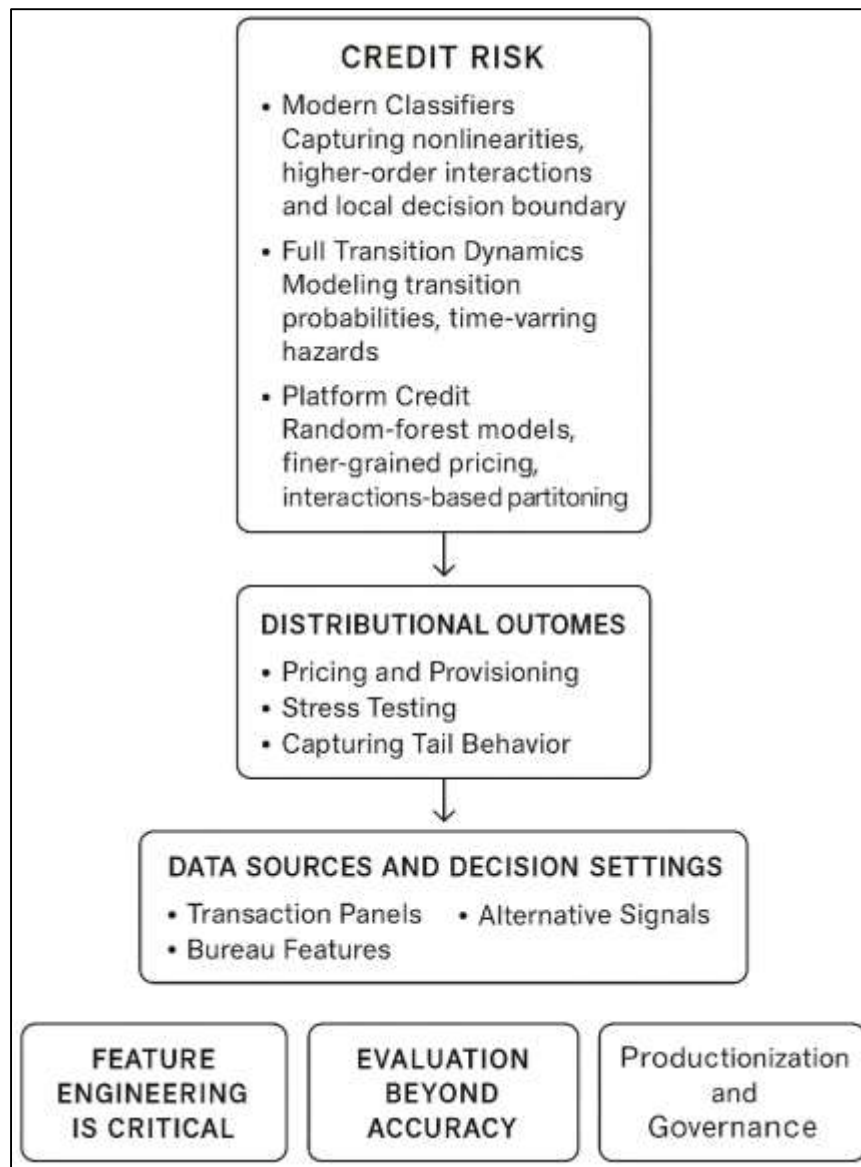 CREDIT RISK
• Modern Classifiers
Capturing nonlinearities,
higher-order interactions
and local decision boundary
• Full Transition Dynamics
Modeling transition
probabilities, time-varring
hazards
• Platform Credit
Random-forest models,
finer-grained pricing,
interactions-based partitoning
DISTRIBUTIONAL OUTCOMES
• Pricing and Provisioning
• Stress Testing
• Capturing Tail Behavior
DATA SOURCES AND DECISION SETTINGS
• Transaction Panels • Alternative Signals
• Bureau Features
FEATURE
ENGINEERING
IS CRITICAL
EVALUATION
BEYOND
ACCURACY
Productionization
and
Governance